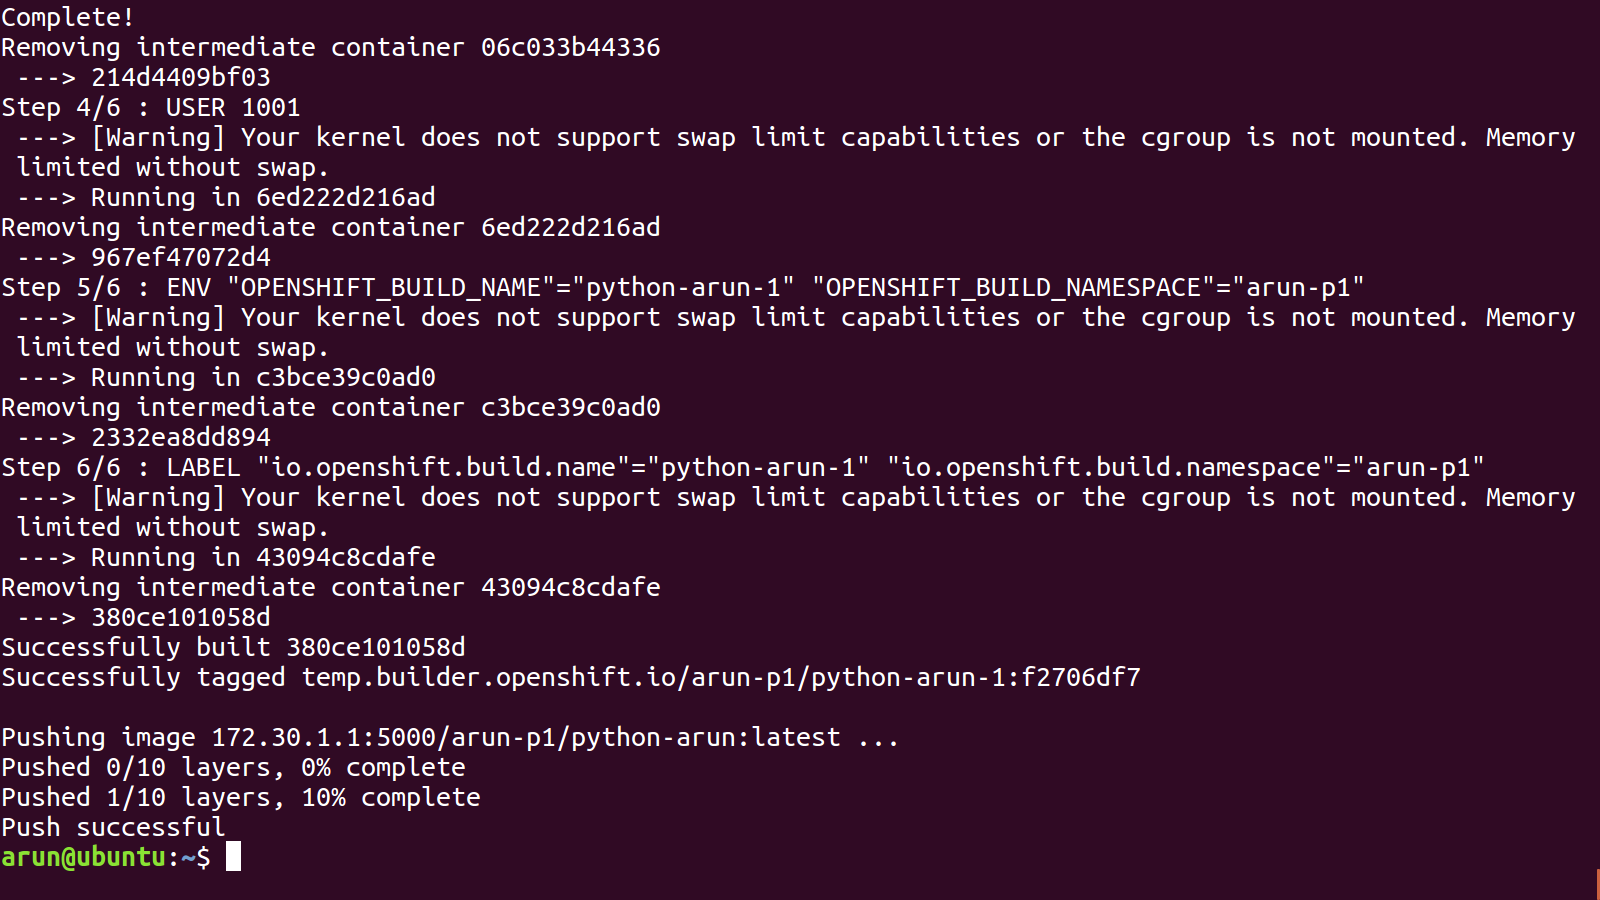 Complete!
Removing intermediate container 06c033b44336
 ---> 214d4409bf03
Step 4/6 : USER 1001
 ---> [Warning] Your kernel does not support swap limit capabilities or the cgroup is not mounted. Memory
 limited without swap.
 ---> Running in 6ed222d216ad
Removing intermediate container 6ed222d216ad
 ---> 967ef47072d4
Step 5/6 : ENV "OPENSHIFT_BUILD_NAME"="python-arun-1" "OPENSHIFT_BUILD_NAMESPACE"="arun-p1"
 ---> [Warning] Your kernel does not support swap limit capabilities or the cgroup is not mounted. Memory
 limited without swap.
 ---> Running in c3bce39c0ad0
Removing intermediate container c3bce39c0ad0
 ---> 2332ea8dd894
Step 6/6 : LABEL "io.openshift.build.name"="python-arun-1" "io.openshift.build.namespace"="arun-p1"
 ---> [Warning] Your kernel does not support swap limit capabilities or the cgroup is not mounted. Memory
 limited without swap.
 ---> Running in 43094c8cdafe
Removing intermediate container 43094c8cdafe
 ---> 380ce101058d
Successfully built 380ce101058d
Successfully tagged temp.builder.openshift.io/arun-p1/python-arun-1:f2706df7

Pushing image 172.30.1.1:5000/arun-p1/python-arun:latest ...
Pushed 0/10 layers, 0% complete
Pushed 1/10 layers, 10% complete
Push successful
arun@ubuntu:~$